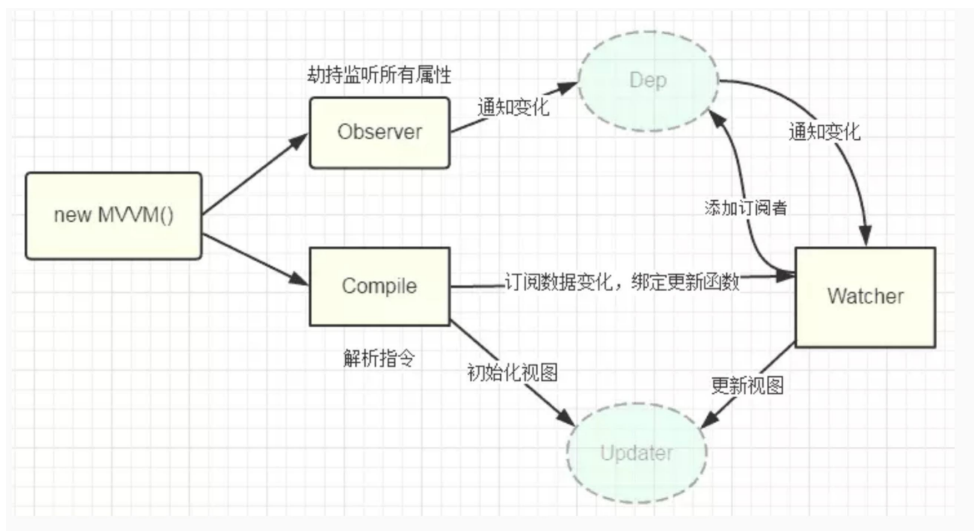 劫持监听所有属性
Observer
通知变化
Dep
通知变化
new MVVM()
添加订阅者
Compile
订阅数据变化，绑定更新函数
Watcher
解析指令
初始化视图
更新视图
Updater